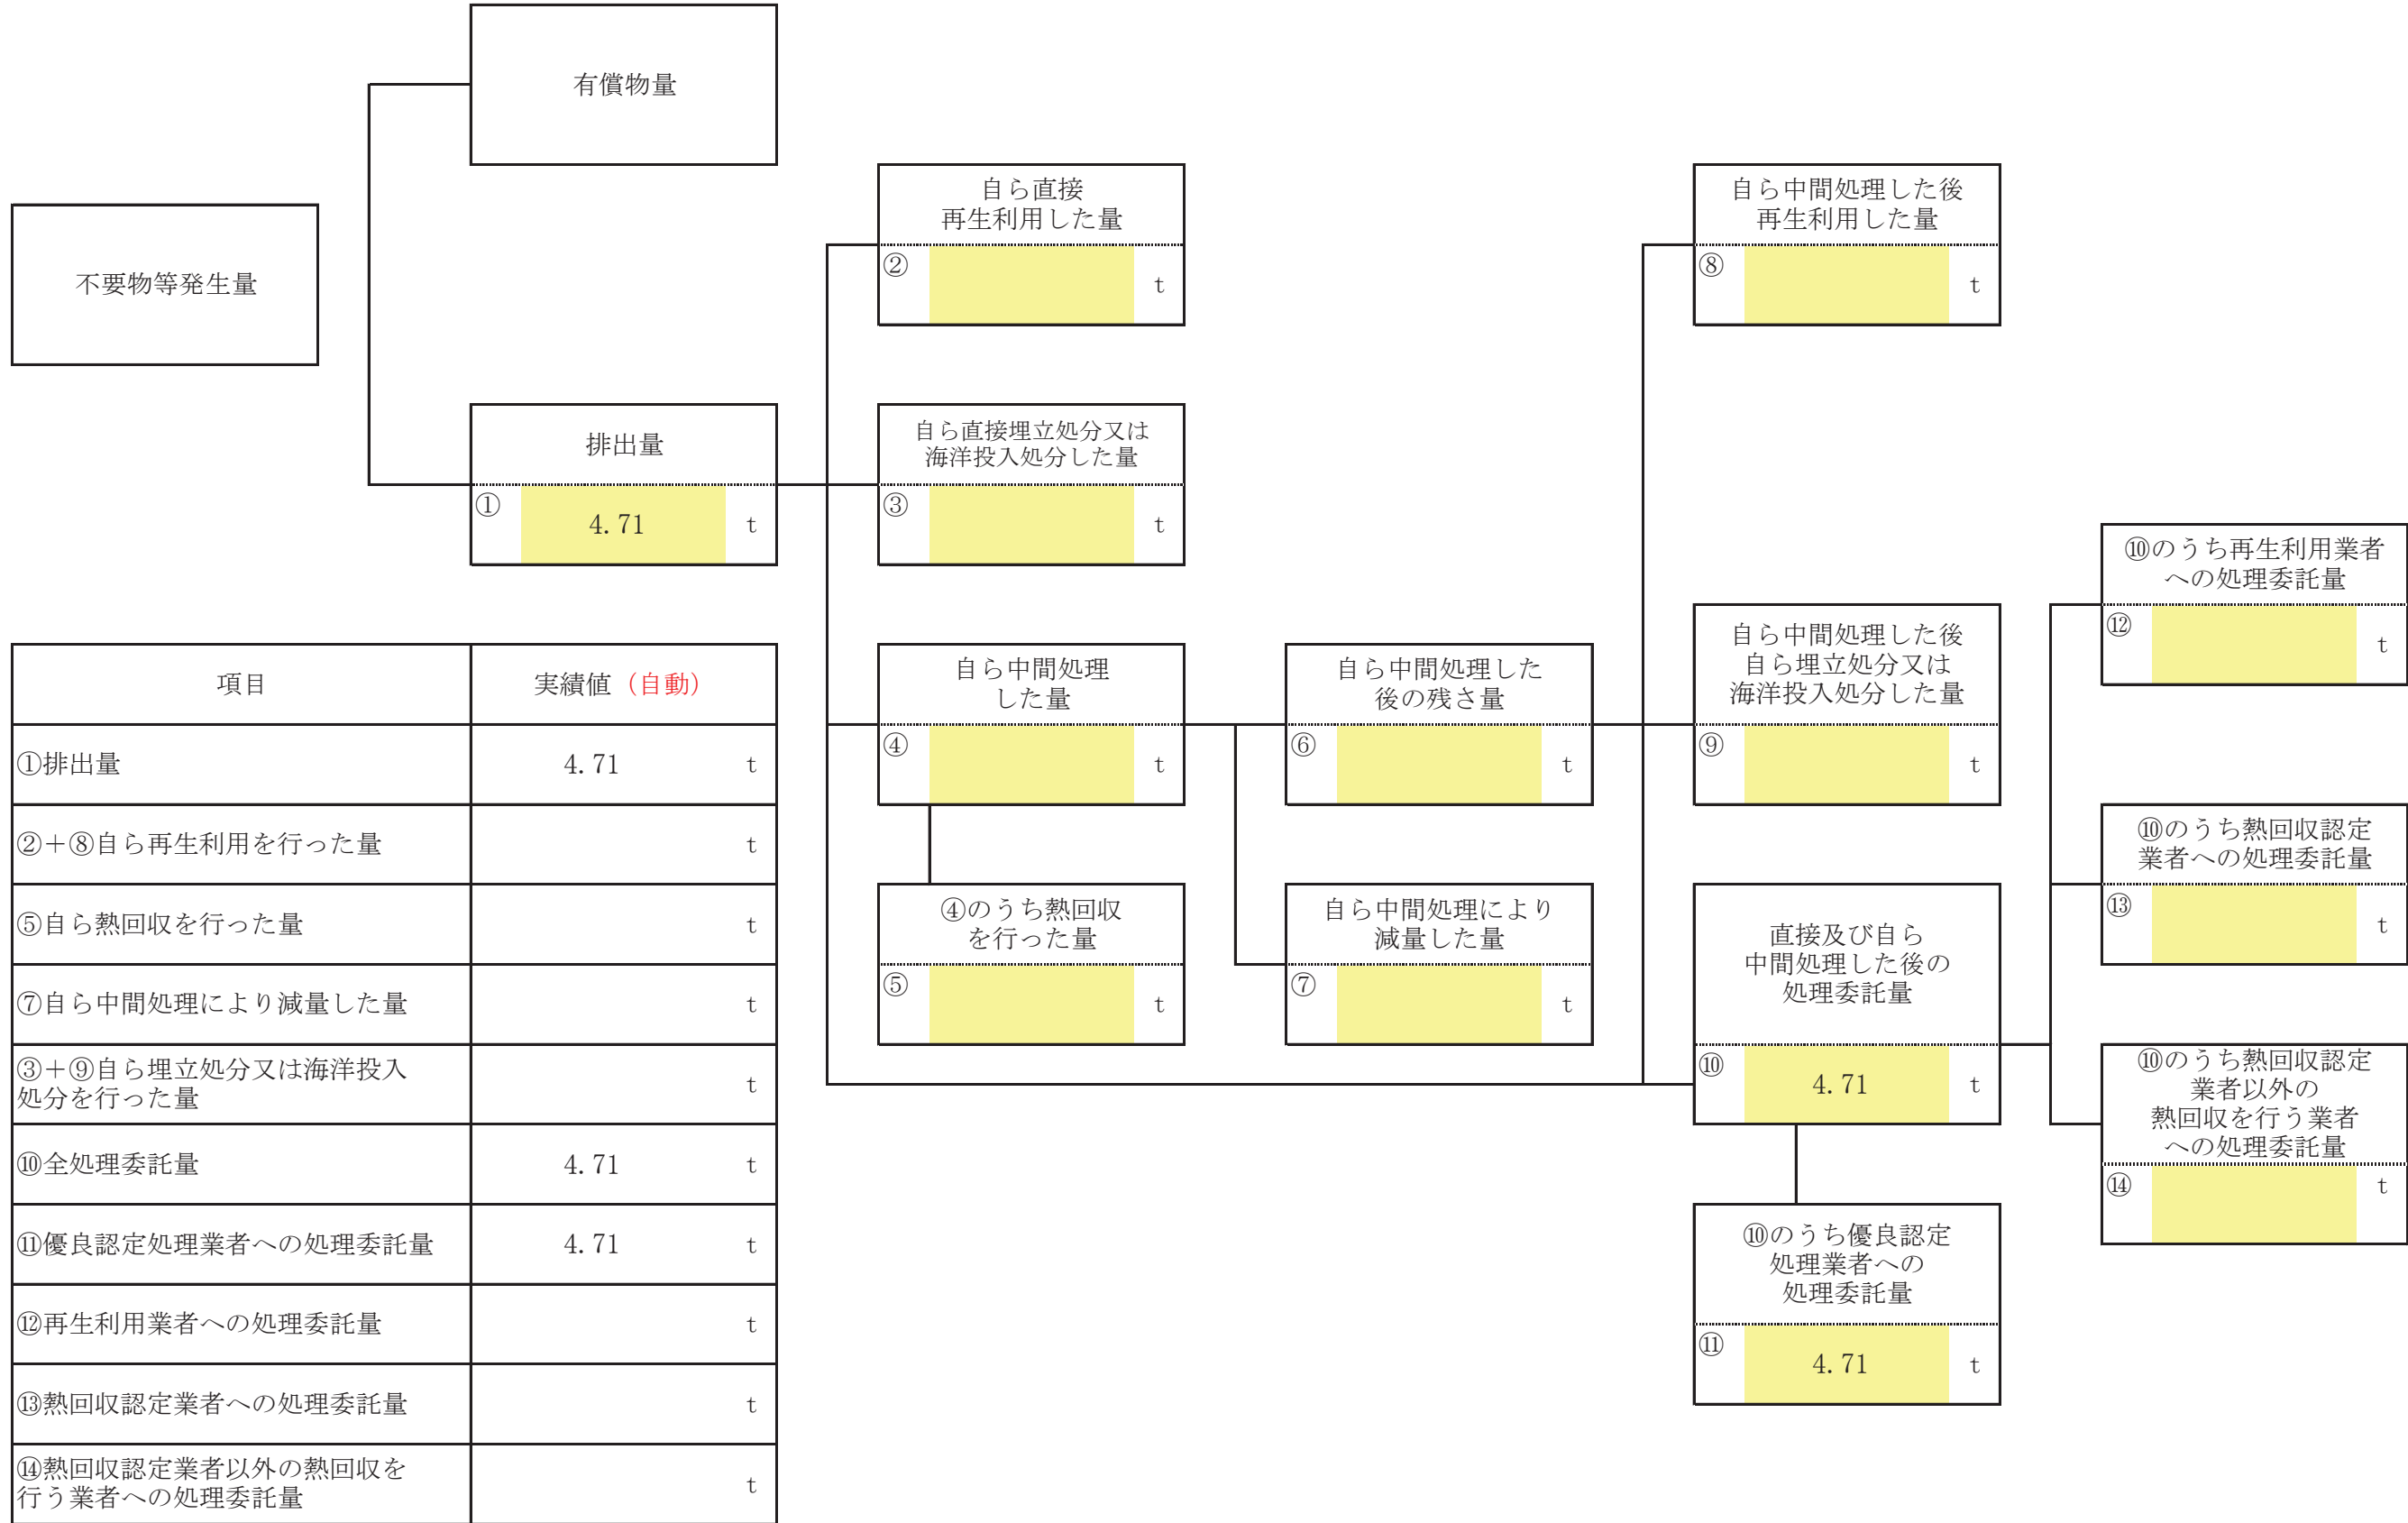 有償物量
不要物等発生量
排出量
①
4.71
t
自ら直接
再生利用した量
②
t
自ら直接埋立処分又は
海洋投入処分した量
③
t
自ら中間処理
した量
④
t
④のうち熱回収
を行った量
⑤
t
自ら中間処理した
後の残さ量
⑥
t
自ら中間処理により
減量した量
⑦
t
自ら中間処理した後
再生利用した量
⑧
t
自ら中間処理した後
自ら埋立処分又は
海洋投入処分した量
⑨
t
直接及び自ら
中間処理した後の
処理委託量
⑩
4.71
t
⑩のうち優良認定
処理業者への
処理委託量
⑪
4.71
t
⑩のうち再生利用業者
への処理委託量
⑫
t
⑩のうち熱回収認定
業者への処理委託量
⑬
t
⑩のうち熱回収認定
業者以外の
熱回収を行う業者
への処理委託量
⑭
t
項目 実績値（自動）
①排出量 4.71 t
②＋⑧自ら再生利用を行った量 t
⑤自ら熱回収を行った量 t
⑦自ら中間処理により減量した量 t
③＋⑨自ら埋立処分又は海洋投入
処分を行った量 t
⑩全処理委託量 4.71 t
⑪優良認定処理業者への処理委託量 4.71 t
⑫再生利用業者への処理委託量 t
⑬熱回収認定業者への処理委託量 t
⑭熱回収認定業者以外の熱回収を
行う業者への処理委託量 t